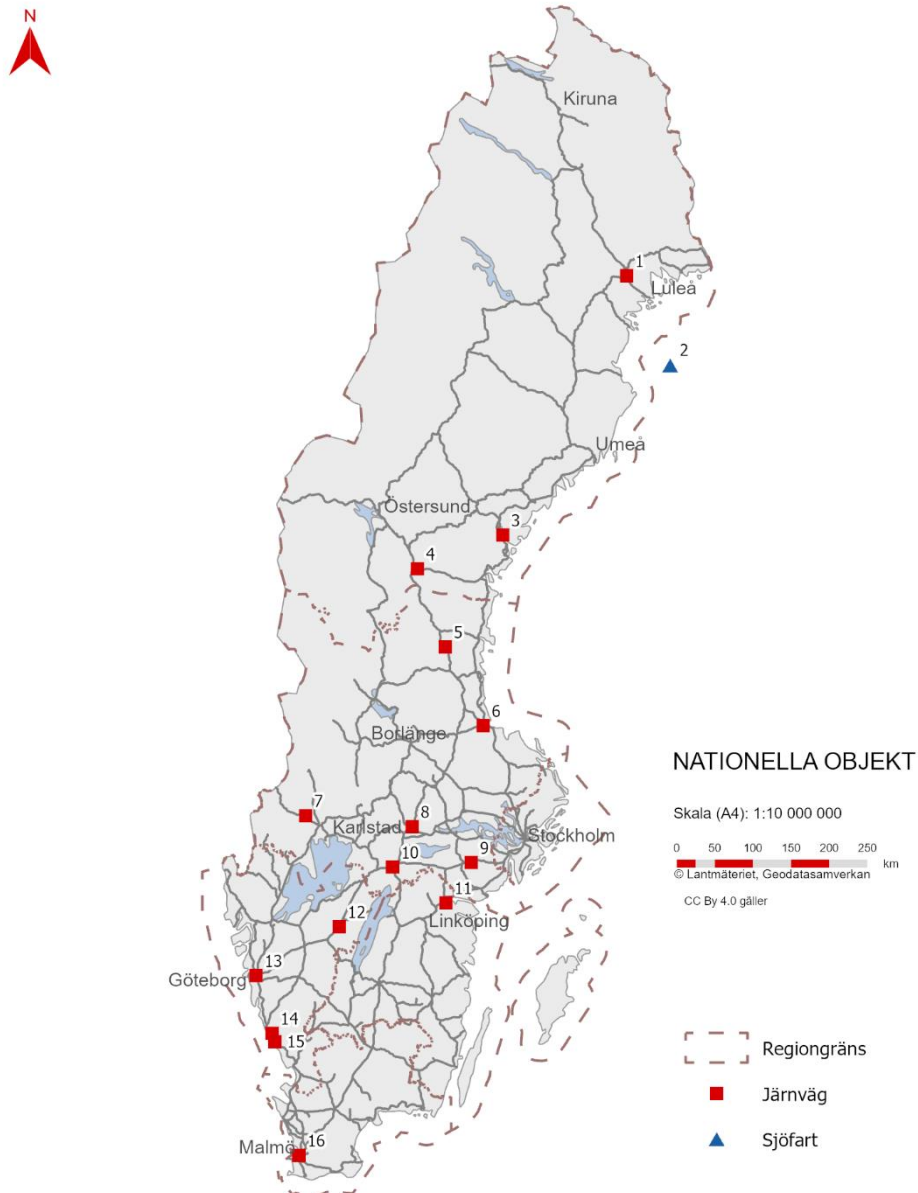 N
Kiruna
1
Luleå
2
Umeå
Östersund
3
4
5
6
Borlänge
NATIONELLA OBJEKT
7
8
Karlstad
Stockholm
Skala (A4): 1:10 000 000
9
10
0 50 100 150 200 250 km
© Lantmäteriet, Geodatasamverkan
CC By 4.0 gäller
11
Linköping
12
13
Göteborg
14
15
Regiongräns
Järnväg
Malmö 16
Sjöfart